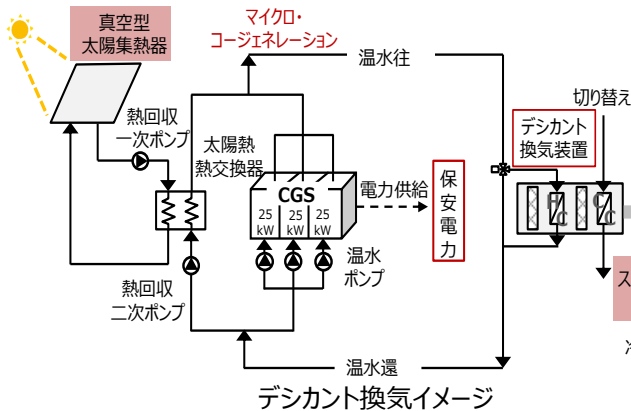 真空型
太陽集熱器
マイクロ・
コージェネレーション
温水往
切り替え
熱回収
一次ポンプ
太陽熱
熱交換器
デシカント
換気装置
CGS
25
kW
25
kW
25
kW
電力供給
保
安
電
力
HC
CC
温水
ポンプ
熱回収
二次ポンプ
ス
冷
温水還
デシカント換気イメージ